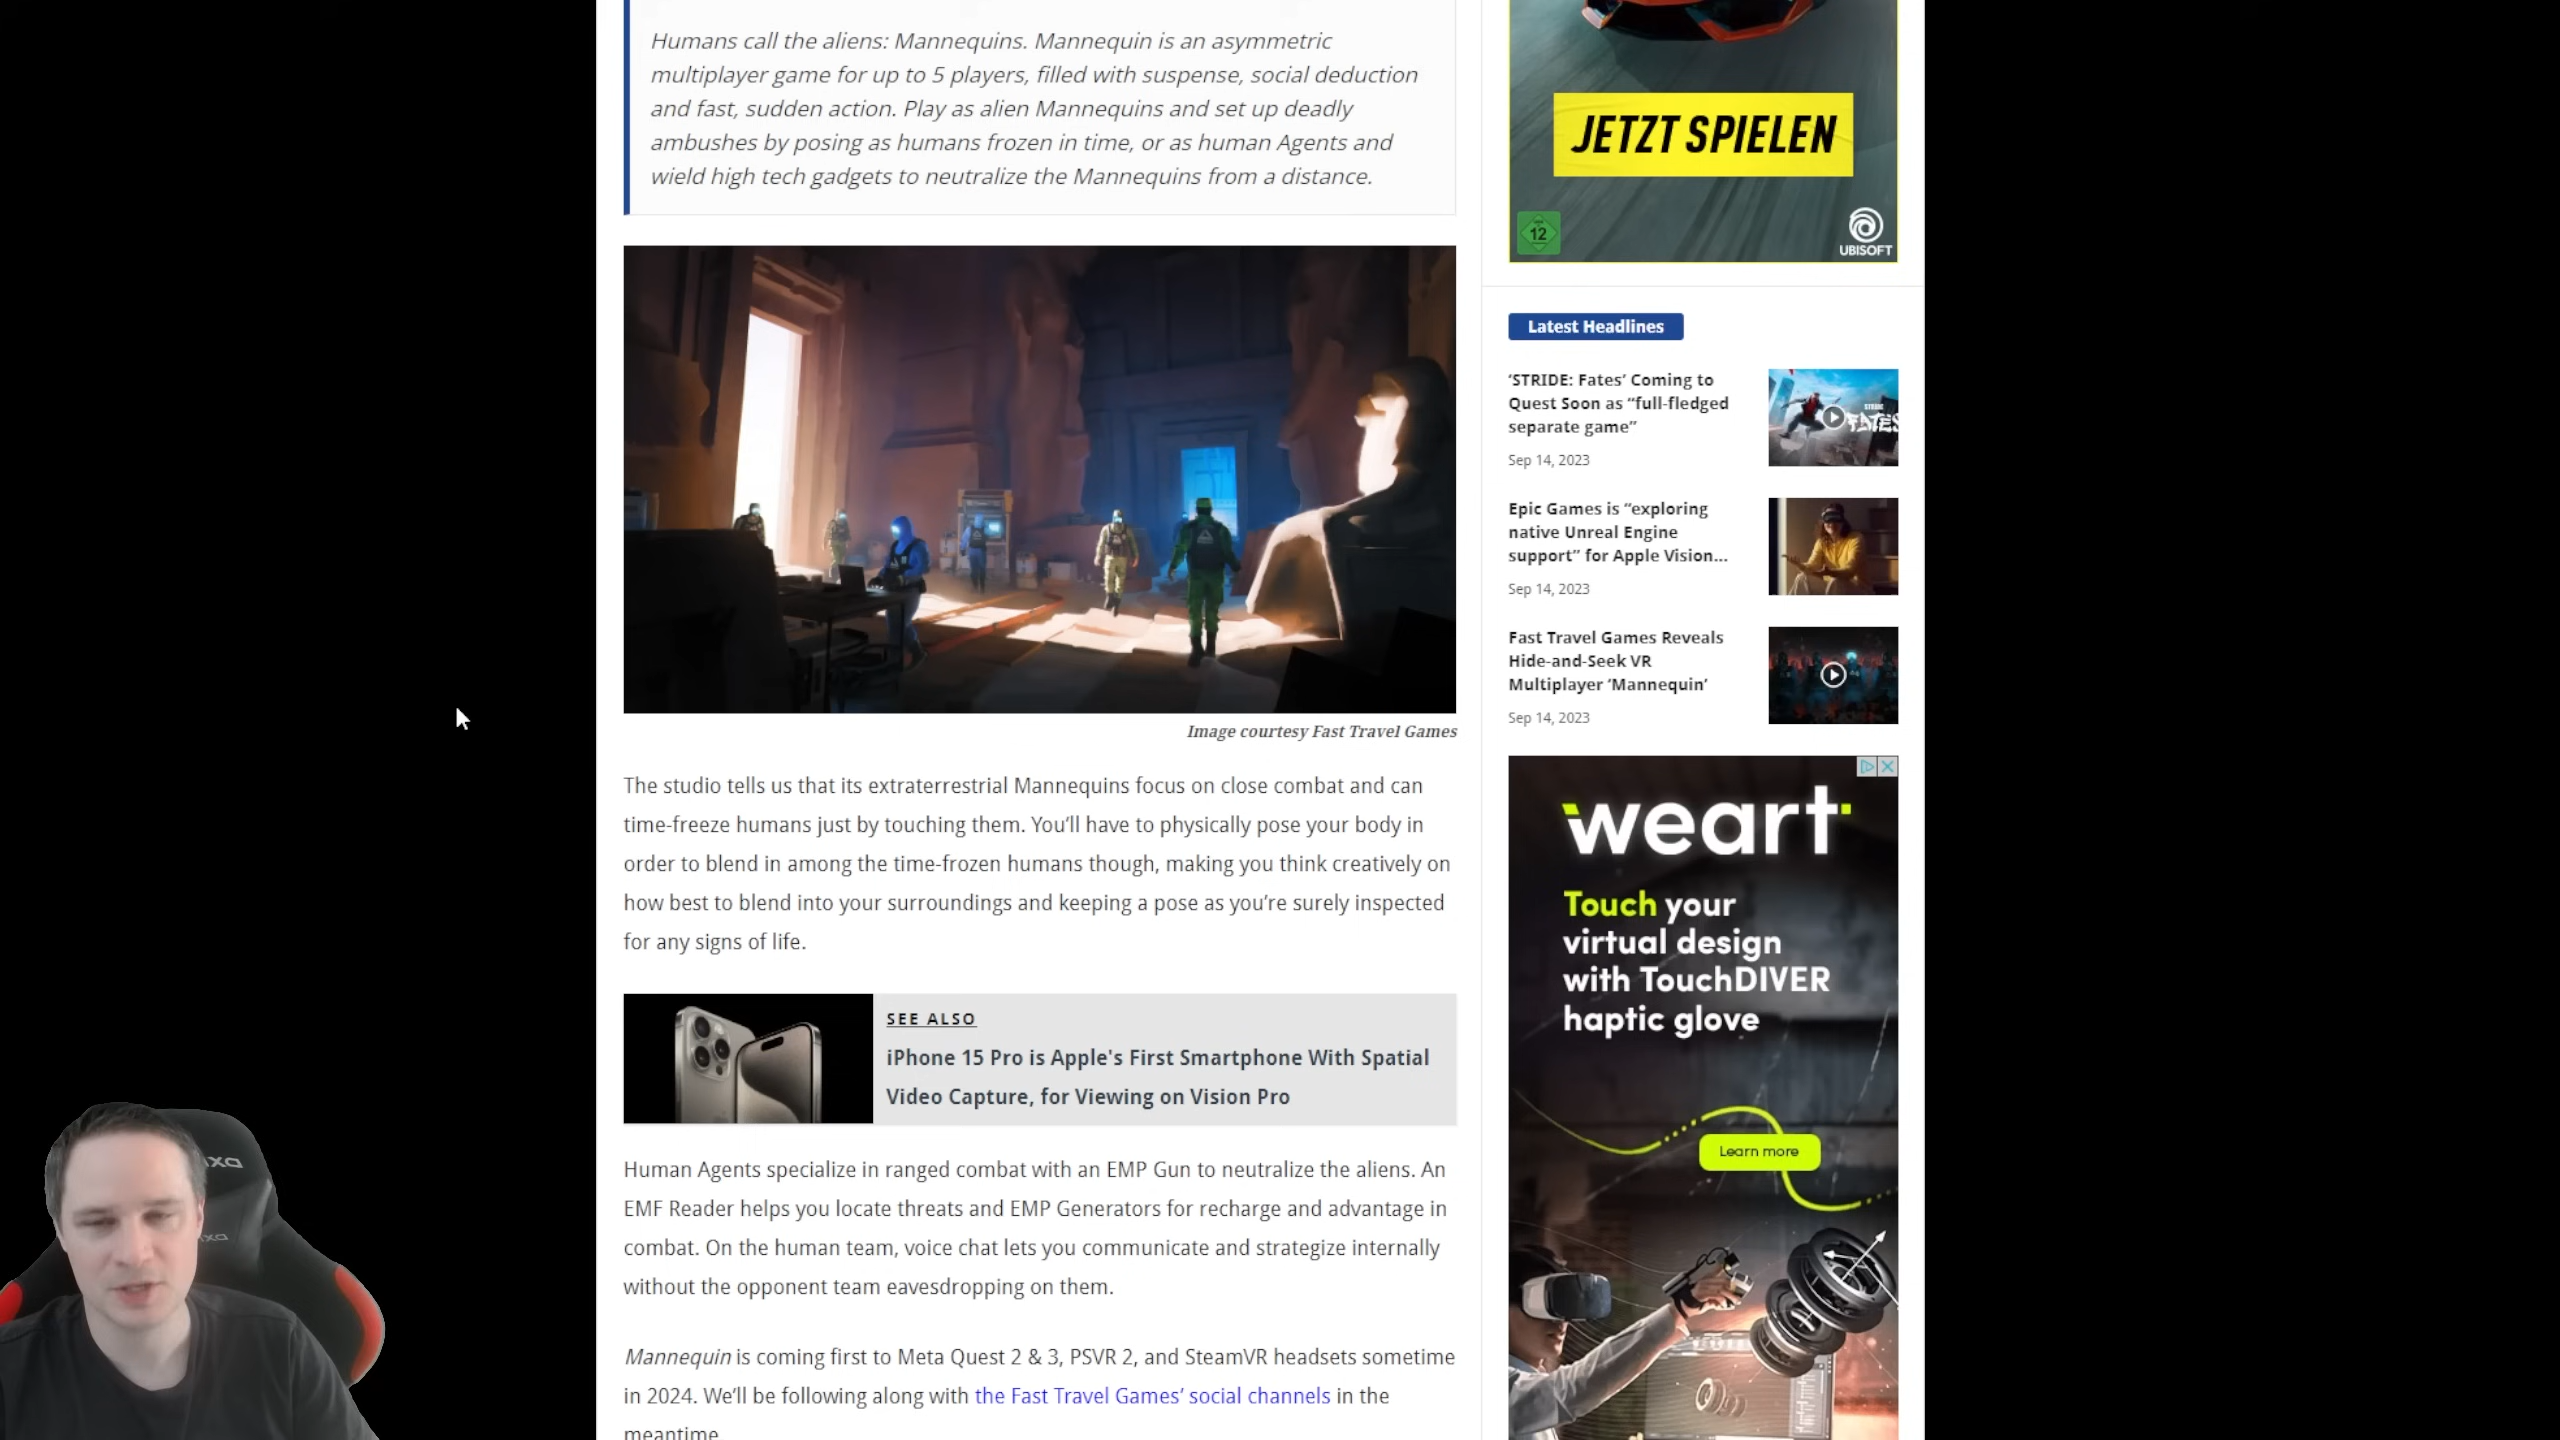 Humans call the aliens: Mannequins. Mannequin is an asymmetric
multiplayer game for up to 5 players, filled with suspense, social deduction
and fast, sudden action. Play as alien Mannequins and set up deadly
ambushes by posing as humans frozen in time, or as human Agents and
wield high tech gadgets to neutralize the Mannequins from a distance.
Image courtesy Fast Travel Games
The studio tells us that its extraterrestrial Mannequins focus on close combat and can
time-freeze humans just by touching them. You’ll have to physically pose your body in
order to blend in among the time-frozen humans though, making you think creatively on
how best to blend into your surroundings and keeping a pose as you’re surely inspected
for any signs of life.
SEE ALSO
iPhone 15 Pro is Apple's First Smartphone With Spatial
Video Capture, for Viewing on Vision Pro
Human Agents specialize in ranged combat with an EMP Gun to neutralize the aliens. An
EMF Reader helps you locate threats and EMP Generators for recharge and advantage in
combat. On the human team, voice chat lets you communicate and strategize internally
without the opponent team eavesdropping on them.
Mannequin is coming first to Meta Quest 2 & 3, PSVR 2, and SteamVR headsets sometime
in 2024. We’ll be following along with the Fast Travel Games’ social channels in the
meantime
JETZT SPIELEN
12
UBISOFT
Latest Headlines
‘STRIDE: Fates’ Coming to
Quest Soon as “full-fledged
separate game”
Sep 14, 2023
STRIDE
FATES
Epic Games is “exploring
native Unreal Engine
support” for Apple Vision...
Sep 14, 2023
Fast Travel Games Reveals
Hide-and-Seek VR
Multiplayer ‘Mannequin’
Sep 14, 2023
weart
Touch your
virtual design
with TouchDIVER
haptic glove
Learn more